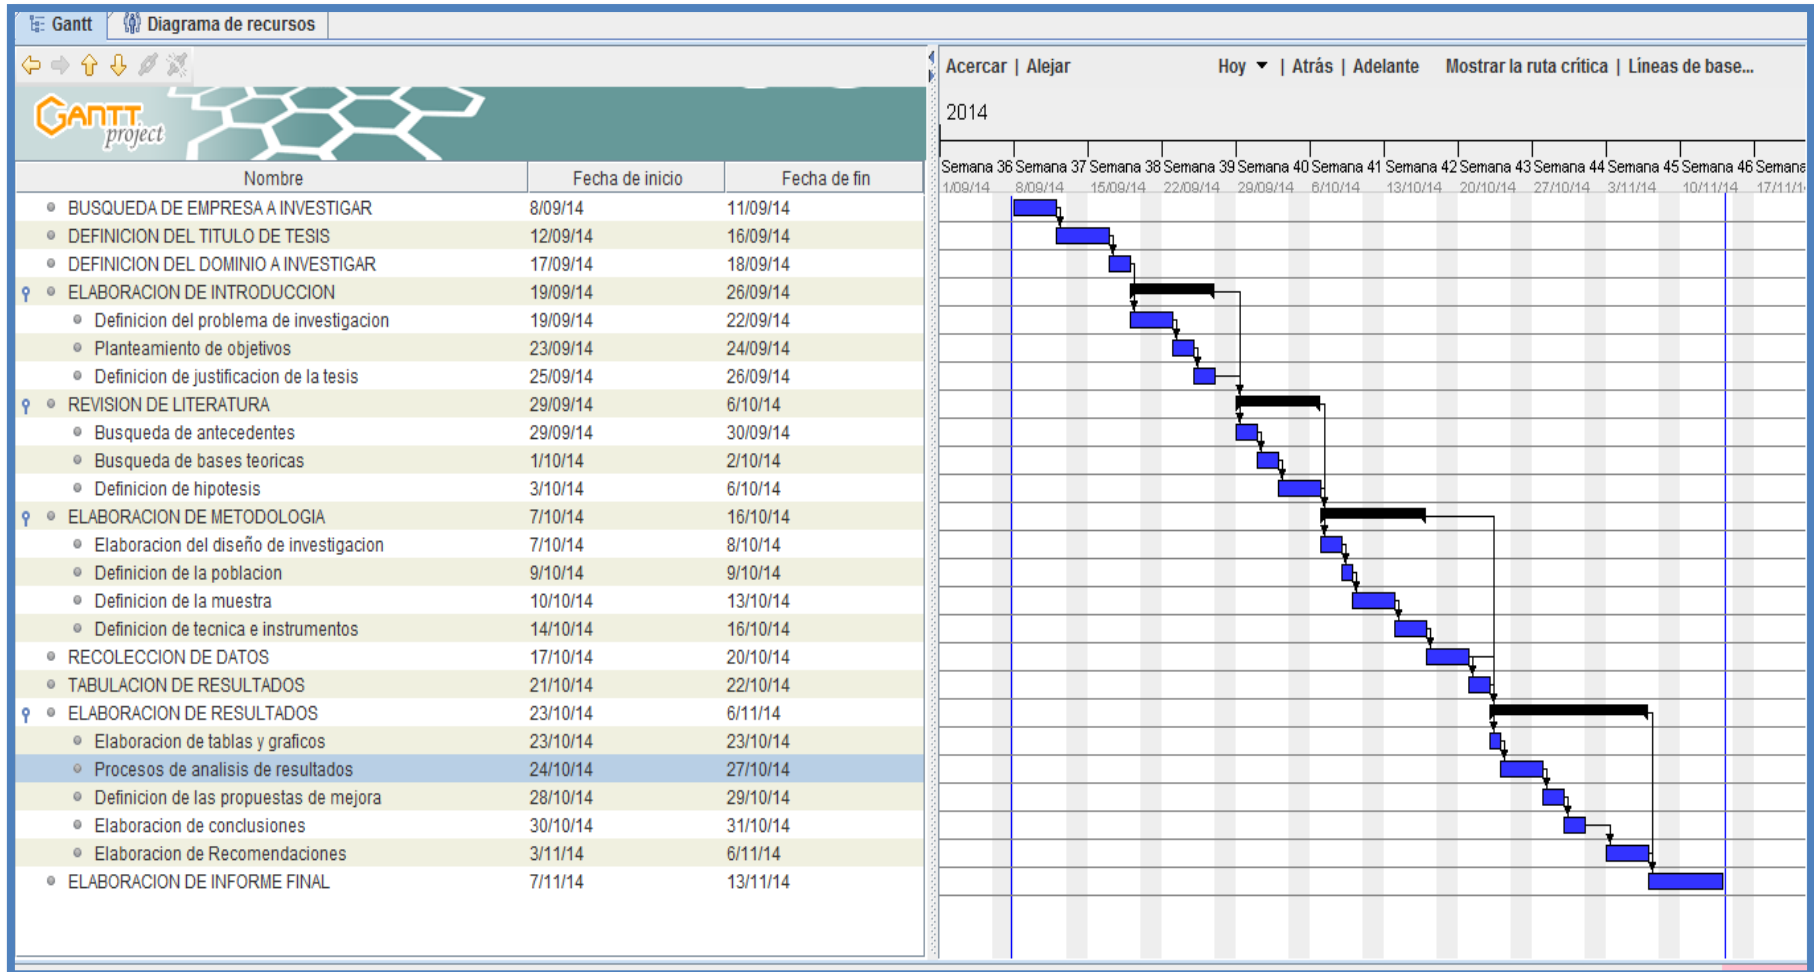 Gantt Diagrama de recursos
Acercar | Alejar Hoy | Atrás | Adelante Mostrar la ruta crítica | Líneas de base...
GANTT project
2014
Semana 36 Semana 37 Semana 38 Semana 39 Semana 40 Semana 41 Semana 42 Semana 43 Semana 44 Semana 45 Semana 46 Semana
1/09/14 8/09/14 15/09/14 22/09/14 29/09/14 6/10/14 13/10/14 20/10/14 27/10/14 3/11/14 10/11/14 17/11/1
Nombre Fecha de inicio Fecha de fin
BUSQUEDA DE EMPRESA A INVESTIGAR 8/09/14 11/09/14
DEFINICION DEL TITULO DE TESIS 12/09/14 16/09/14
DEFINICION DEL DOMINIO A INVESTIGAR 17/09/14 18/09/14
ELABORACION DE INTRODUCCION 19/09/14 26/09/14
Definicion del problema de investigacion 19/09/14 22/09/14
Planteamiento de objetivos 23/09/14 24/09/14
Definicion de justificacion de la tesis 25/09/14 26/09/14
REVISION DE LITERATURA 29/09/14 6/10/14
Busqueda de antecedentes 29/09/14 30/09/14
Busqueda de bases teoricas 1/10/14 2/10/14
Definicion de hipotesis 3/10/14 6/10/14
ELABORACION DE METODOLOGIA 7/10/14 16/10/14
Elaboracion del diseño de investigacion 7/10/14 8/10/14
Definicion de la poblacion 9/10/14 9/10/14
Definicion de la muestra 10/10/14 13/10/14
Definicion de tecnica e instrumentos 14/10/14 16/10/14
RECOLECCION DE DATOS 17/10/14 20/10/14
TABULACION DE RESULTADOS 21/10/14 22/10/14
ELABORACION DE RESULTADOS 23/10/14 6/11/14
Elaboracion de tablas y graficos 23/10/14 23/10/14
Procesos de analisis de resultados 24/10/14 27/10/14
Definicion de las propuestas de mejora 28/10/14 29/10/14
Elaboracion de conclusiones 30/10/14 31/10/14
Elaboracion de Recomendaciones 3/11/14 6/11/14
ELABORACION DE INFORME FINAL 7/11/14 13/11/14